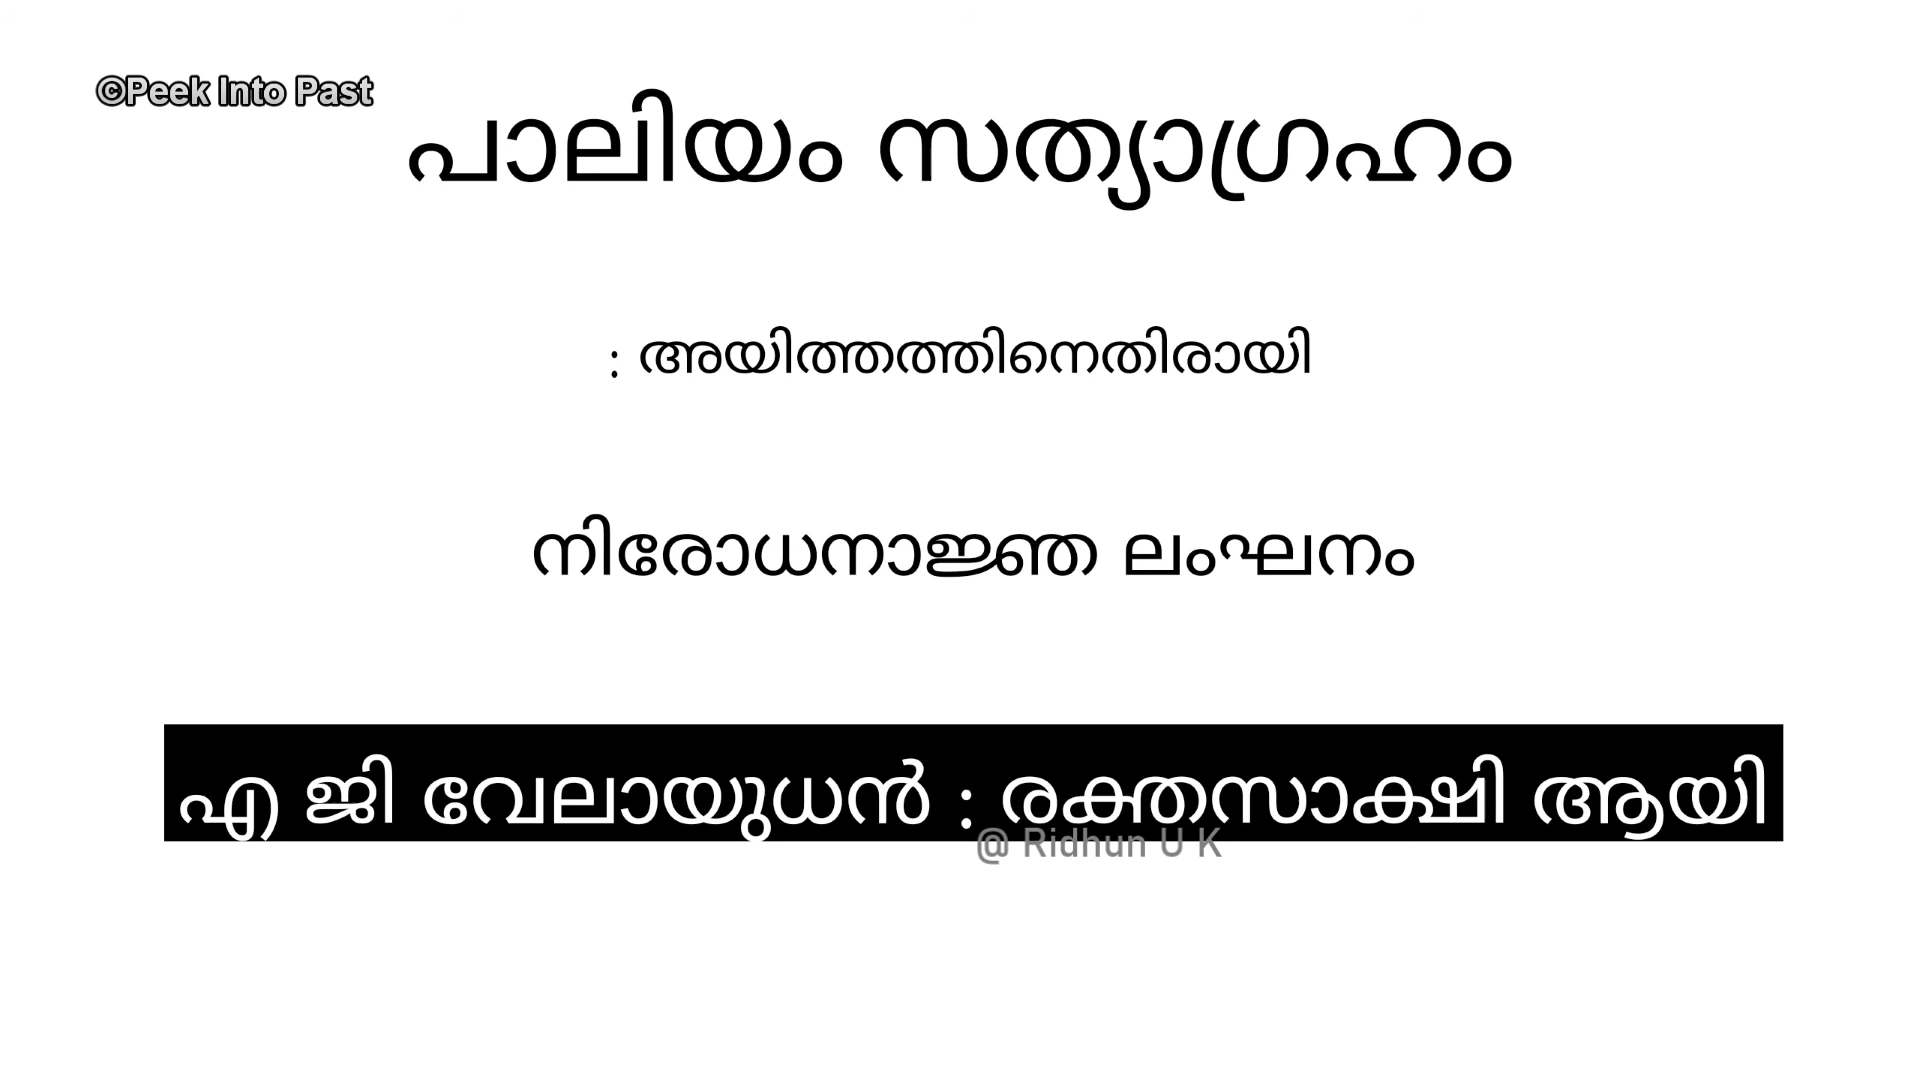 ©Peek Into Past
പാലിയം സത്യാഗ്രഹം
: അയിത്തത്തിനെതിരായി
നിരോധനാജ്ഞ ലംഘനം
എ ജി വേലായുധൻ : രക്തസാക്ഷി ആയി
@ Ridhun U K